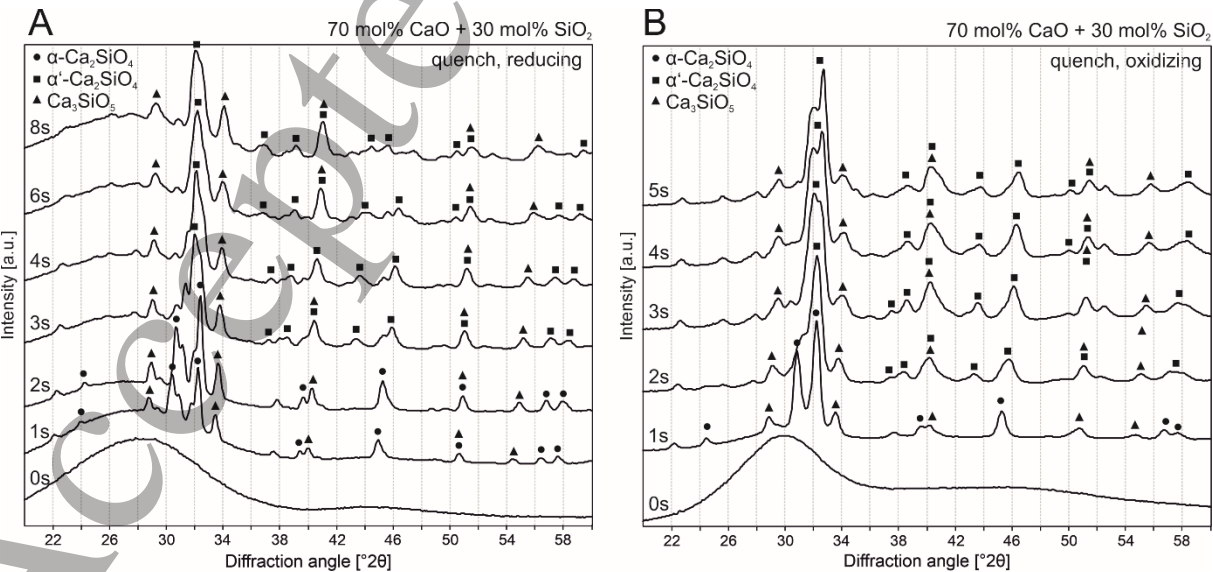 A
70 mol% CaO + 30 mol% SiO₂
quench, reducing
● α-Ca₂SiO₄
■ α'-Ca₂SiO₄
▲ Ca₃SiO₅
8s
6s
4s
3s
2s
1s
0s
Intensity [a.u.]
22 26 30 34 38 42 46 50 54 58
Diffraction angle [°2θ]
B
70 mol% CaO + 30 mol% SiO₂
quench, oxidizing
● α-Ca₂SiO₄
■ α'-Ca₂SiO₄
▲ Ca₃SiO₅
5s
4s
3s
2s
1s
0s
Intensity [a.u.]
22 26 30 34 38 42 46 50 54 58
Diffraction angle [°2θ]
ccepte